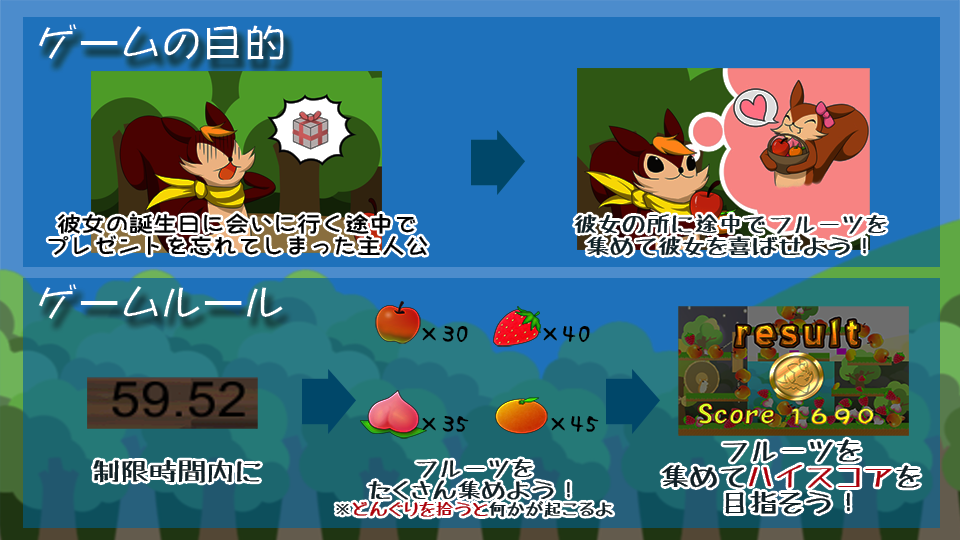 ゲームの目的
彼女の誕生日に会いに行く途中で
プレゼントを忘れてしまった主人公
彼女の所に途中でフルーツを
集めて彼女を喜ばせよう！
ゲームルール
59.52
制限時間内に
×30
×40
×35
×45
フルーツを
たくさん集めよう！
※どんぐりを拾うと何かが起こるよ
result
Score 1690
フルーツを
集めてハイスコアを
目指そう！